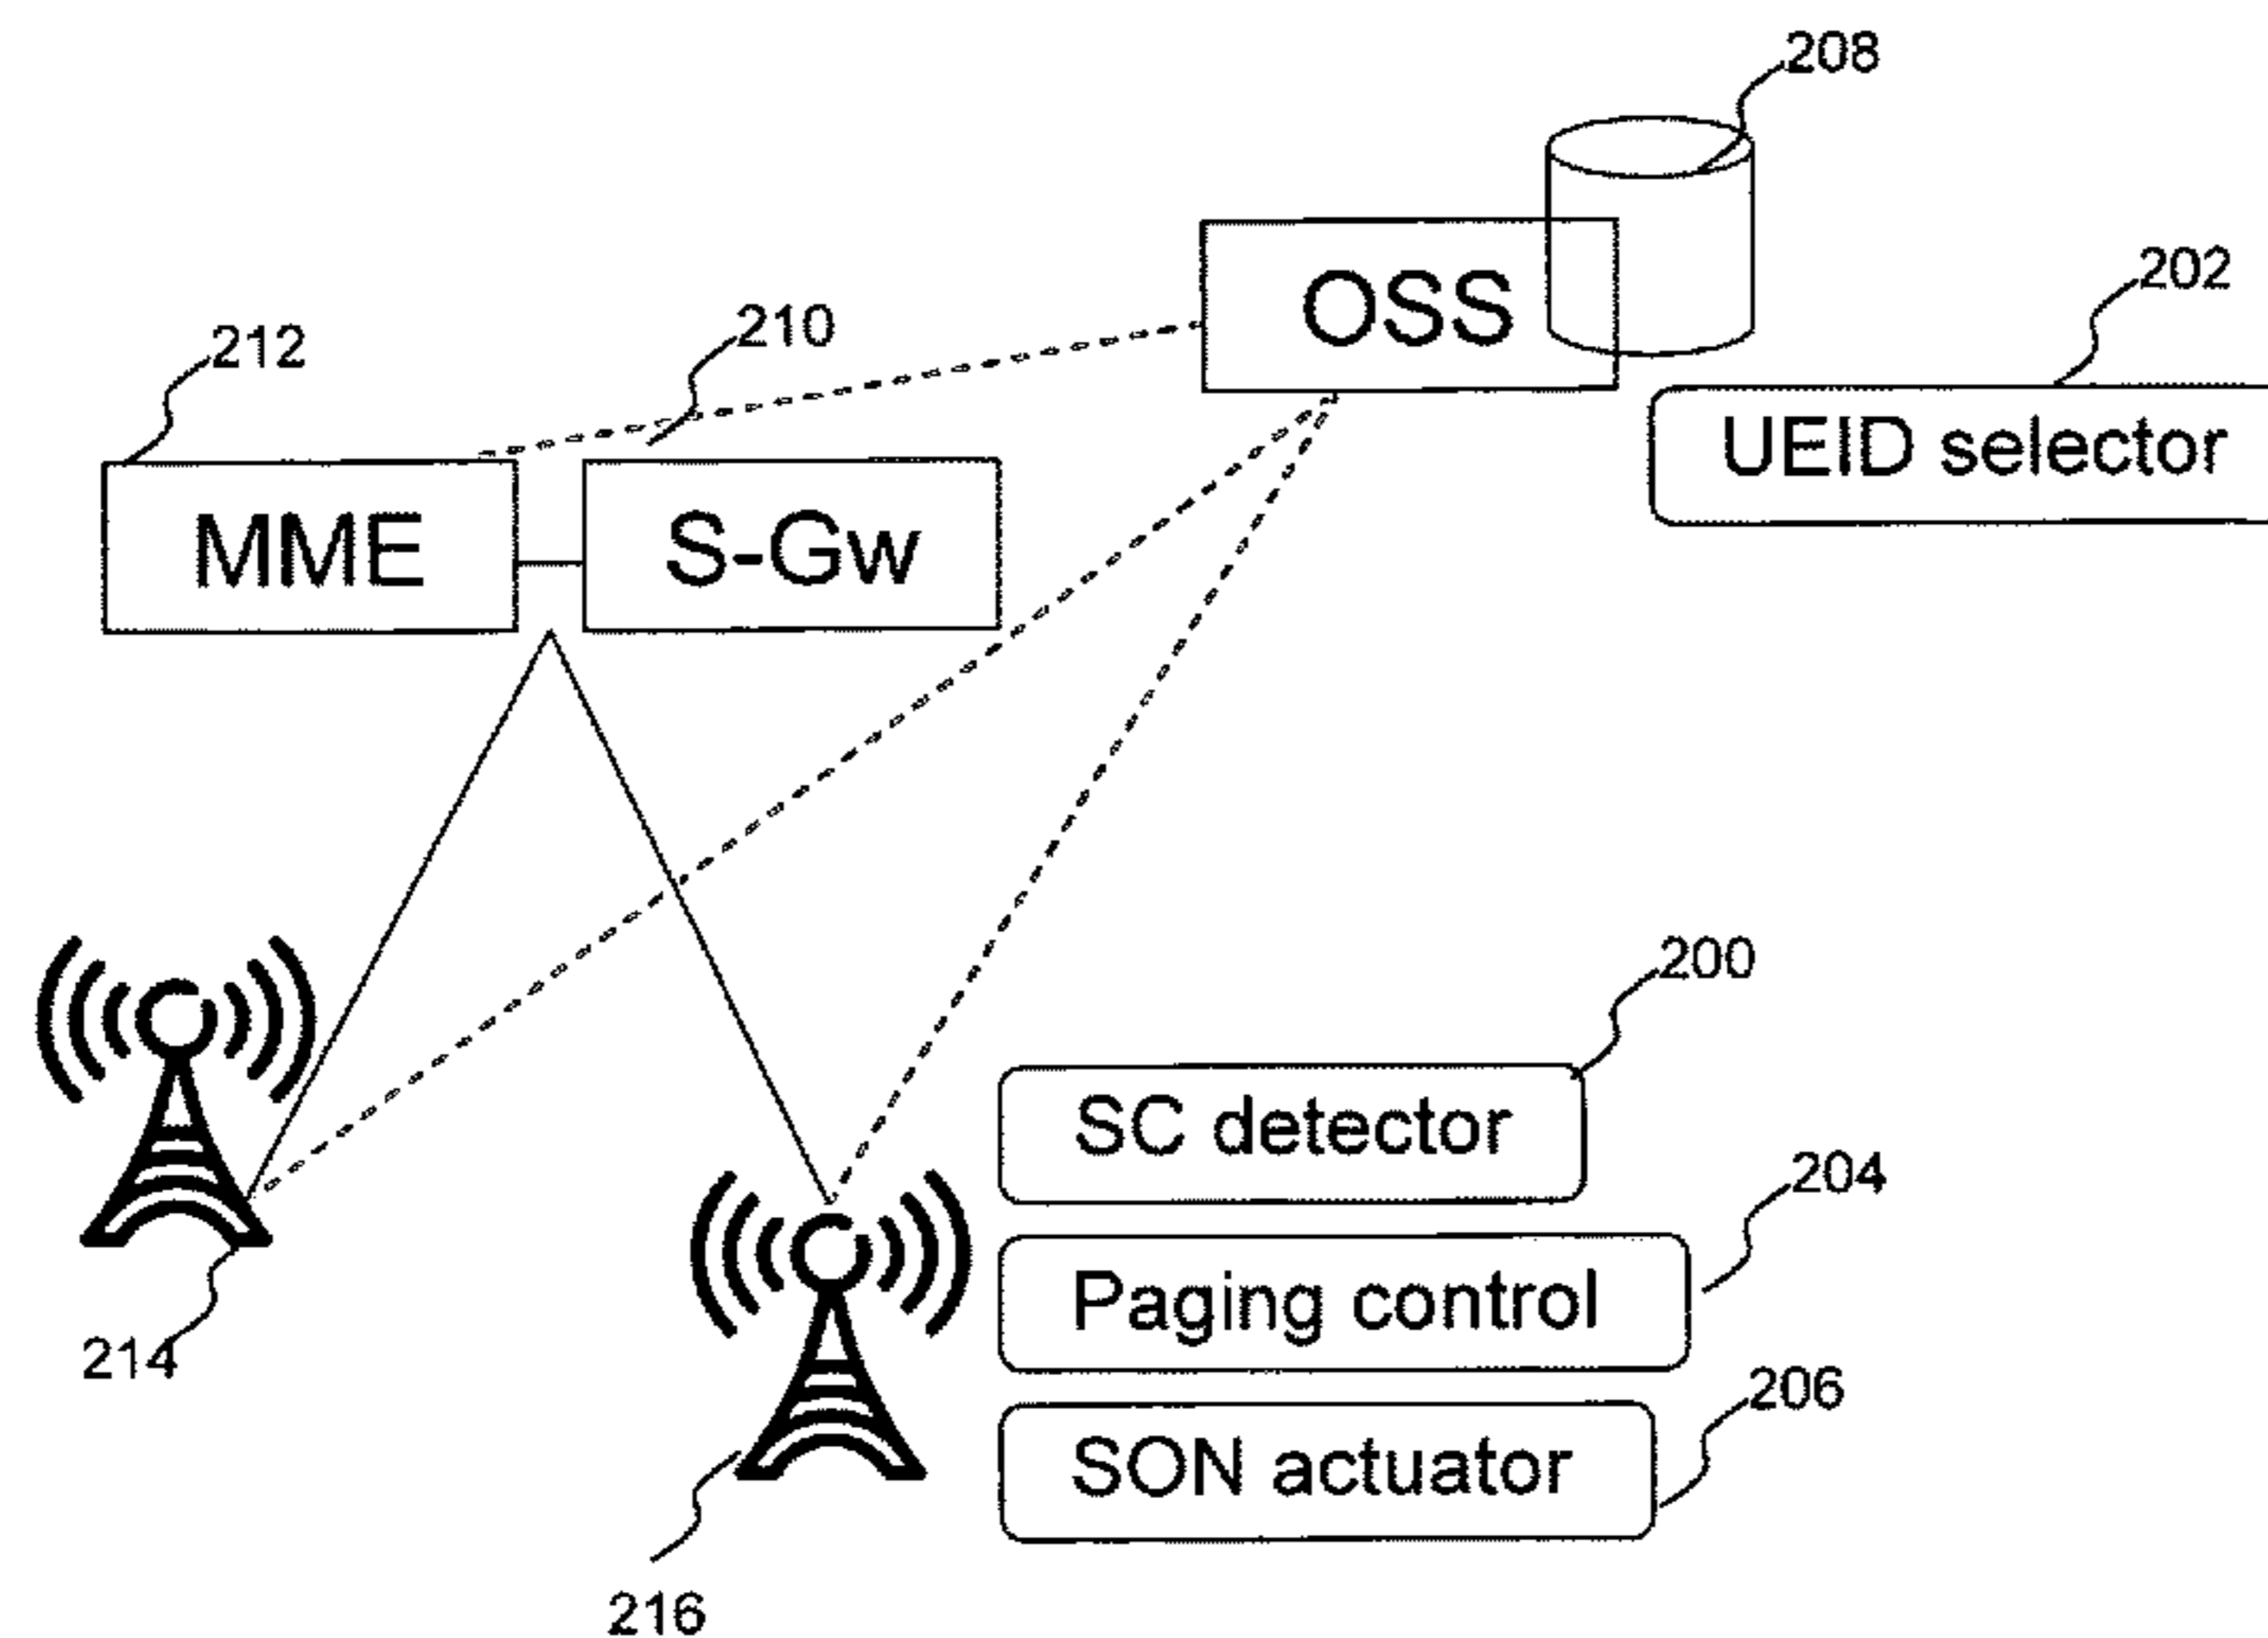 208
OSS
202
210
212
UEID selector
MME
S-Gw
200
SC detector
204
Paging control
214
206
SON actuator
216